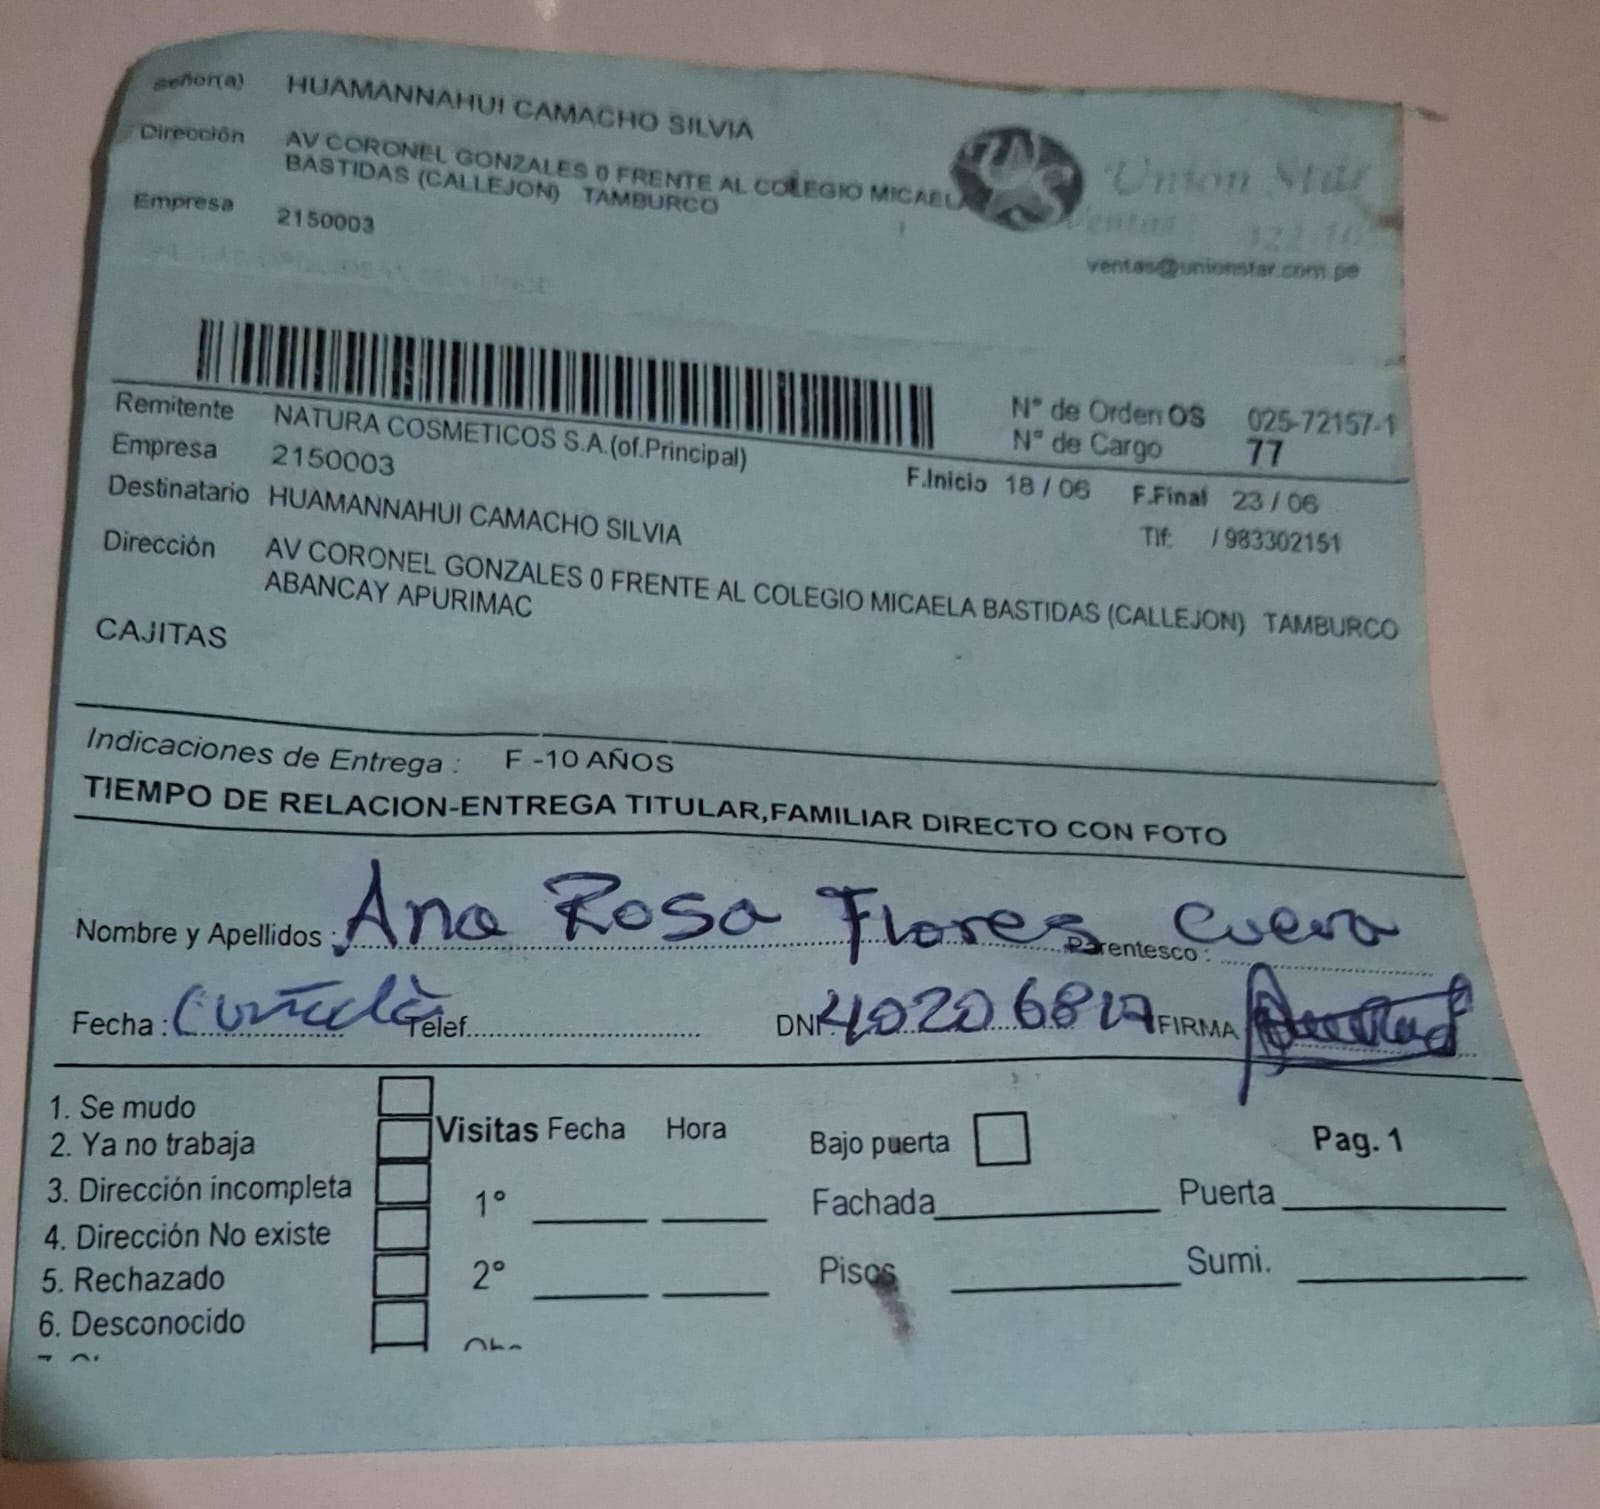 señor(a) HUAMANNAHUI CAMACHO SILVIA
Dirección AV CORONEL GONZALES 0 FRENTE AL COLEGIO MICAELA
BASTIDAS (CALLEJON) TAMBURCO
Union Star
Ventas
Empresa 2150003
ventas@unionstar.com.pe
Remitente NATURA COSMETICOS S.A.(of.Principal)
N° de Orden OS 025-72157-1
Empresa 2150003
N° de Cargo 77
F.Inicio 18 / 06 F.Final 23 / 06
Destinatario HUAMANNAHUI CAMACHO SILVIA
Tlf: / 983302151
Dirección AV CORONEL GONZALES 0 FRENTE AL COLEGIO MICAELA BASTIDAS (CALLEJON) TAMBURCO
ABANCAY APURIMAC
CAJITAS
Indicaciones de Entrega : F -10 AÑOS
TIEMPO DE RELACION-ENTREGA TITULAR,FAMILIAR DIRECTO CON FOTO
Nombre y Apellidos : Ana Rosa Flores Cueva Parentesco :
Fecha : Cuñada Telef. DNI: FIRMA
1. Se mudo
2. Ya no trabaja
3. Dirección incompleta
4. Dirección No existe
5. Rechazado
6. Desconocido
Visitas Fecha Hora
1°
2°
Bajo puerta Pag. 1
Fachada Puerta
Pisos Sumi.